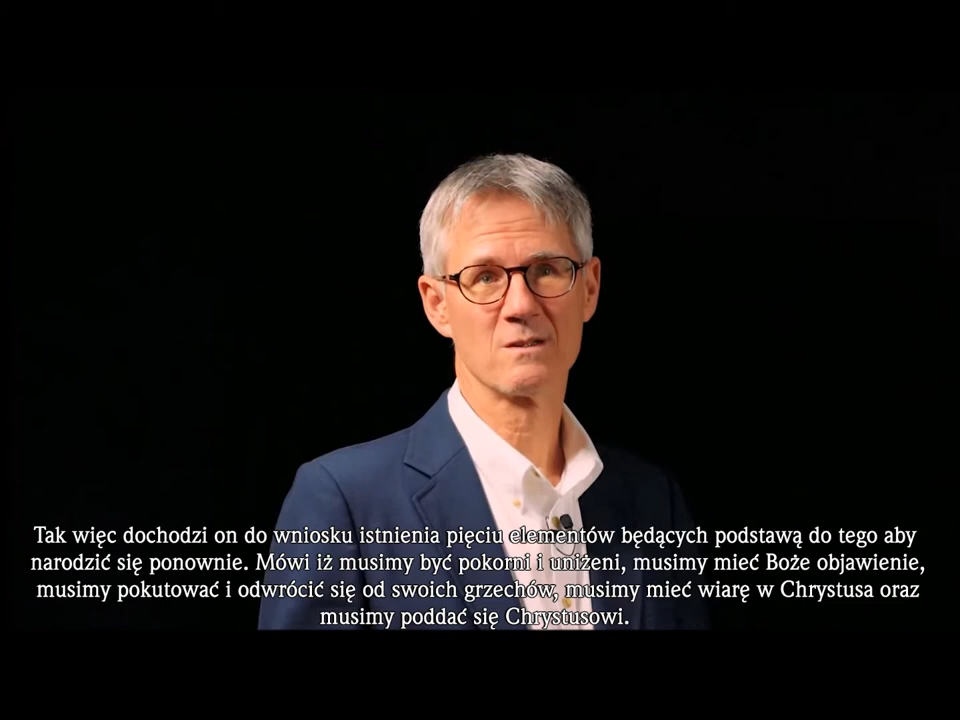 Tak więc dochodzi on do wniosku istnienia pięciu elementów będących podstawą do tego aby
narodzić się ponownie. Mówi iż musimy być pokorni i uniżeni, musimy mieć Boże objawienie,
musimy pokutować i odwrócić się od swoich grzechów, musimy mieć wiarę w Chrystusa oraz
musimy poddać się Chrystusowi.